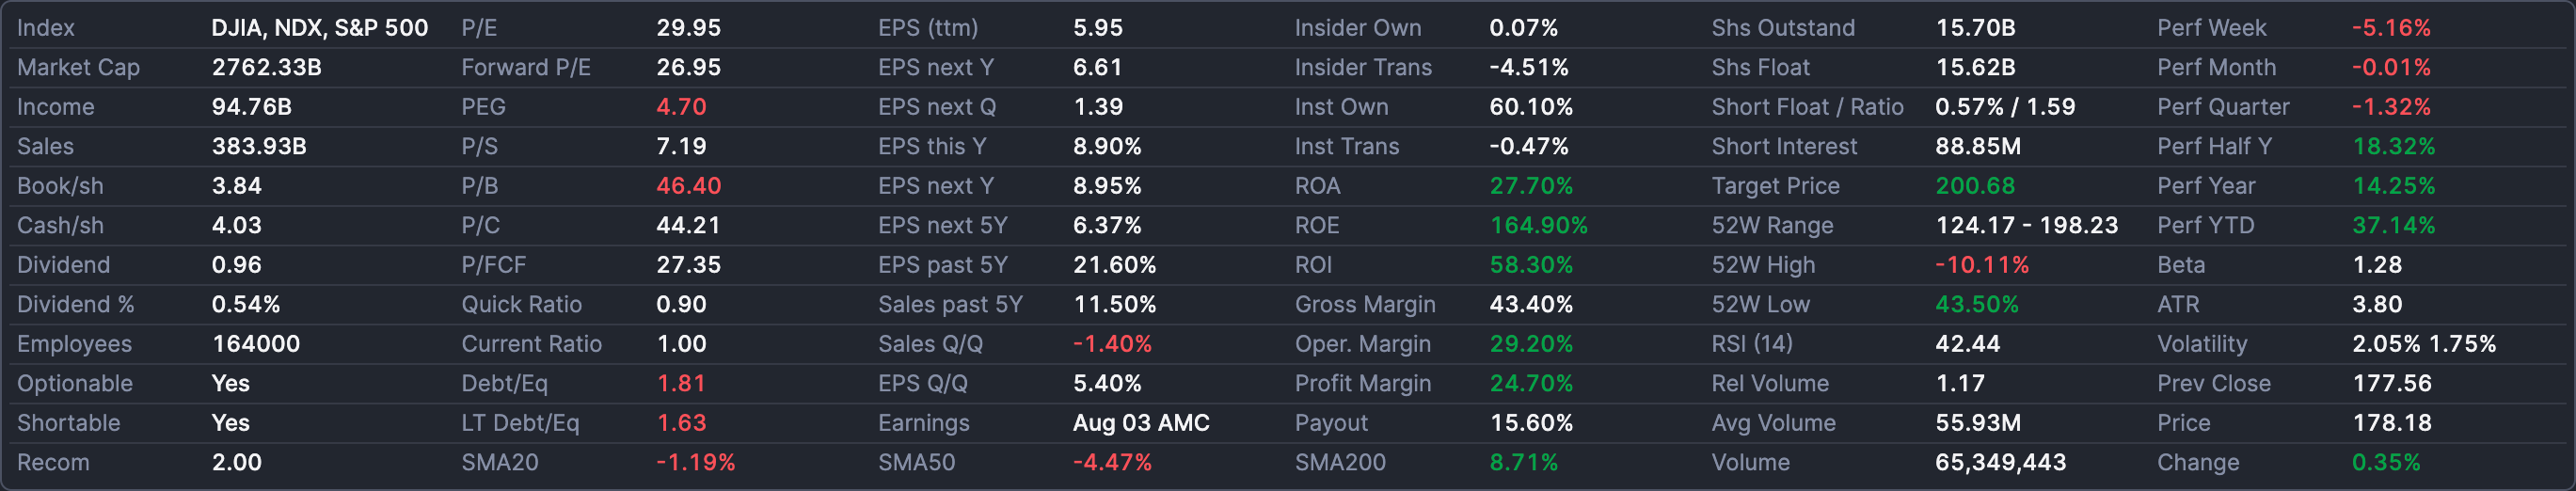 Index DJIA, NDX, S&P 500 P/E 29.95 EPS (ttm) 5.95 Insider Own 0.07% Shs Outstand 15.70B Perf Week -5.16%
Market Cap 2762.33B Forward P/E 26.95 EPS next Y 6.61 Insider Trans -4.51% Shs Float 15.62B Perf Month -0.01%
Income 94.76B PEG 4.70 EPS next Q 1.39 Inst Own 60.10% Short Float / Ratio 0.57% / 1.59 Perf Quarter -1.32%
Sales 383.93B P/S 7.19 EPS this Y 8.90% Inst Trans -0.47% Short Interest 88.85M Perf Half Y 18.32%
Book/sh 3.84 P/B 46.40 EPS next Y 8.95% ROA 27.70% Target Price 200.68 Perf Year 14.25%
Cash/sh 4.03 P/C 44.21 EPS next 5Y 6.37% ROE 164.90% 52W Range 124.17 - 198.23 Perf YTD 37.14%
Dividend 0.96 P/FCF 27.35 EPS past 5Y 21.60% ROI 58.30% 52W High -10.11% Beta 1.28
Dividend % 0.54% Quick Ratio 0.90 Sales past 5Y 11.50% Gross Margin 43.40% 52W Low 43.50% ATR 3.80
Employees 164000 Current Ratio 1.00 Sales Q/Q -1.40% Oper. Margin 29.20% RSI (14) 42.44 Volatility 2.05% 1.75%
Optionable Yes Debt/Eq 1.81 EPS Q/Q 5.40% Profit Margin 24.70% Rel Volume 1.17 Prev Close 177.56
Shortable Yes LT Debt/Eq 1.63 Earnings Aug 03 AMC Payout 15.60% Avg Volume 55.93M Price 178.18
Recom 2.00 SMA20 -1.19% SMA50 -4.47% SMA200 8.71% Volume 65,349,443 Change 0.35%